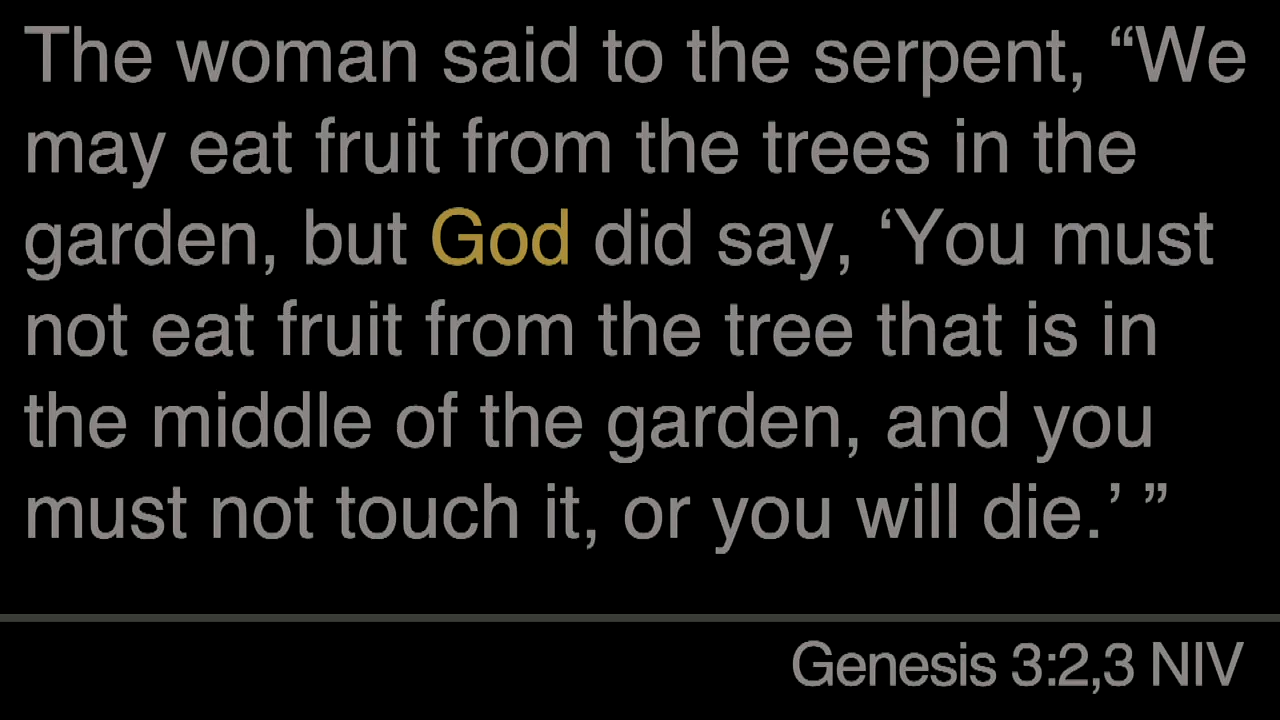 The woman said to the serpent, “We
may eat fruit from the trees in the
garden, but God did say, ‘You must
not eat fruit from the tree that is in
the middle of the garden, and you
must not touch it, or you will die.’ ”
Genesis 3:2,3 NIV